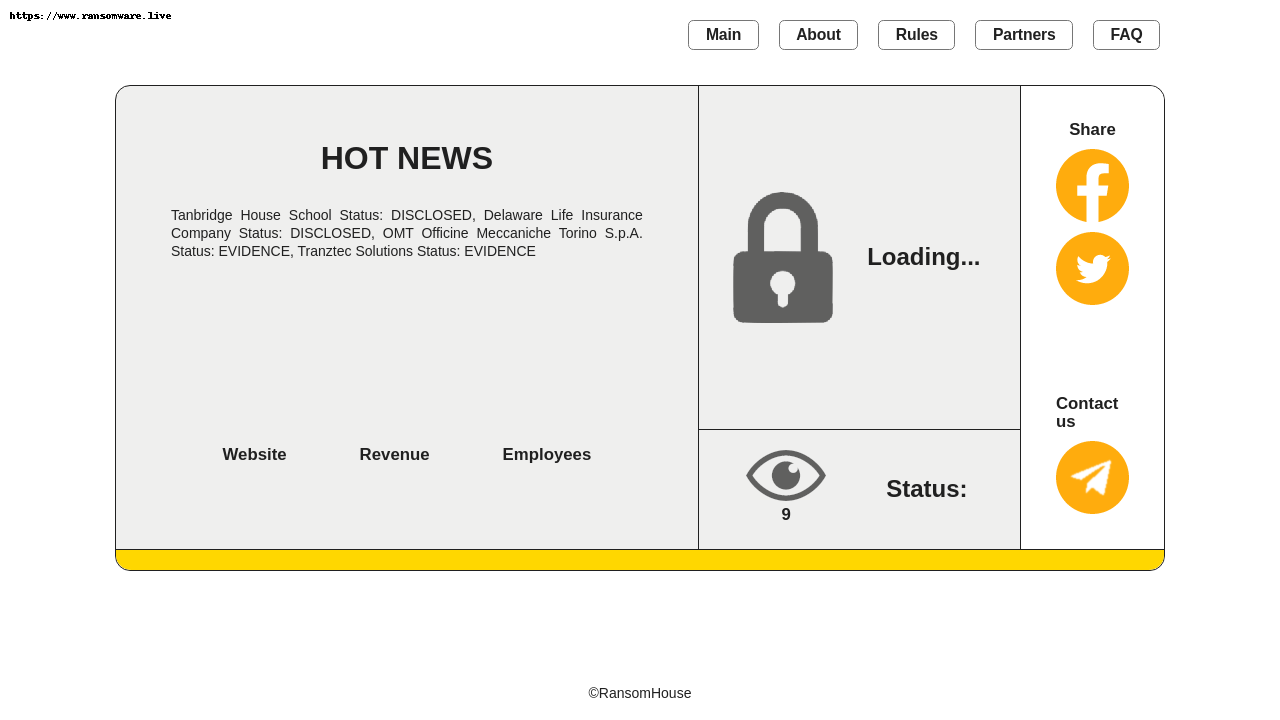 https://www.ransomware.live
Main About Rules Partners FAQ
HOT NEWS
Tanbridge House School Status: DISCLOSED, Delaware Life Insurance
Company Status: DISCLOSED, OMT Officine Meccaniche Torino S.p.A.
Status: EVIDENCE, Tranztec Solutions Status: EVIDENCE
Website Revenue Employees
Loading...
9
Status:
Share
Contact
us
©RansomHouse